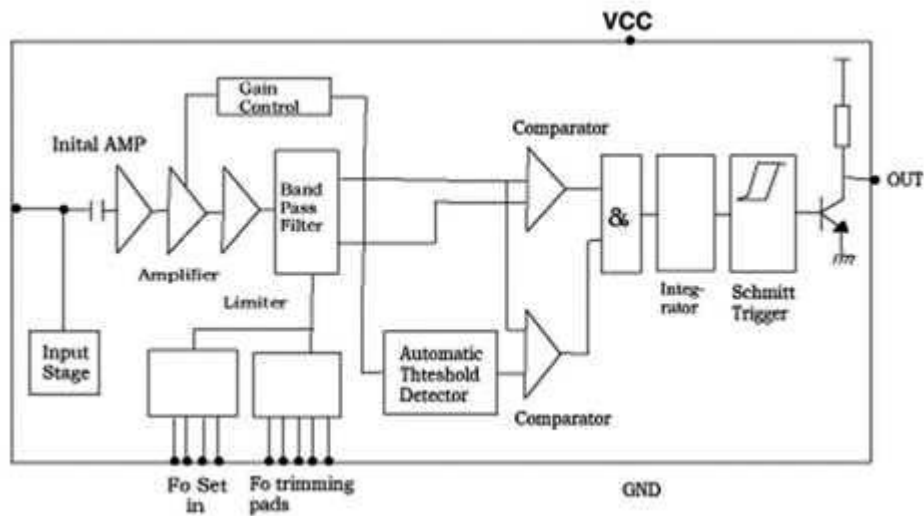 VCC
Gain
Control
Inital AMP
Comparator
Band
Pass
Filter
OUT
&
Amplifier
Limiter
Integ-
rator
Schmitt
Trigger
Input
Stage
Automatic
Thteshold
Detector
Comparator
Fo Set
in
Fo trimming
pads
GND